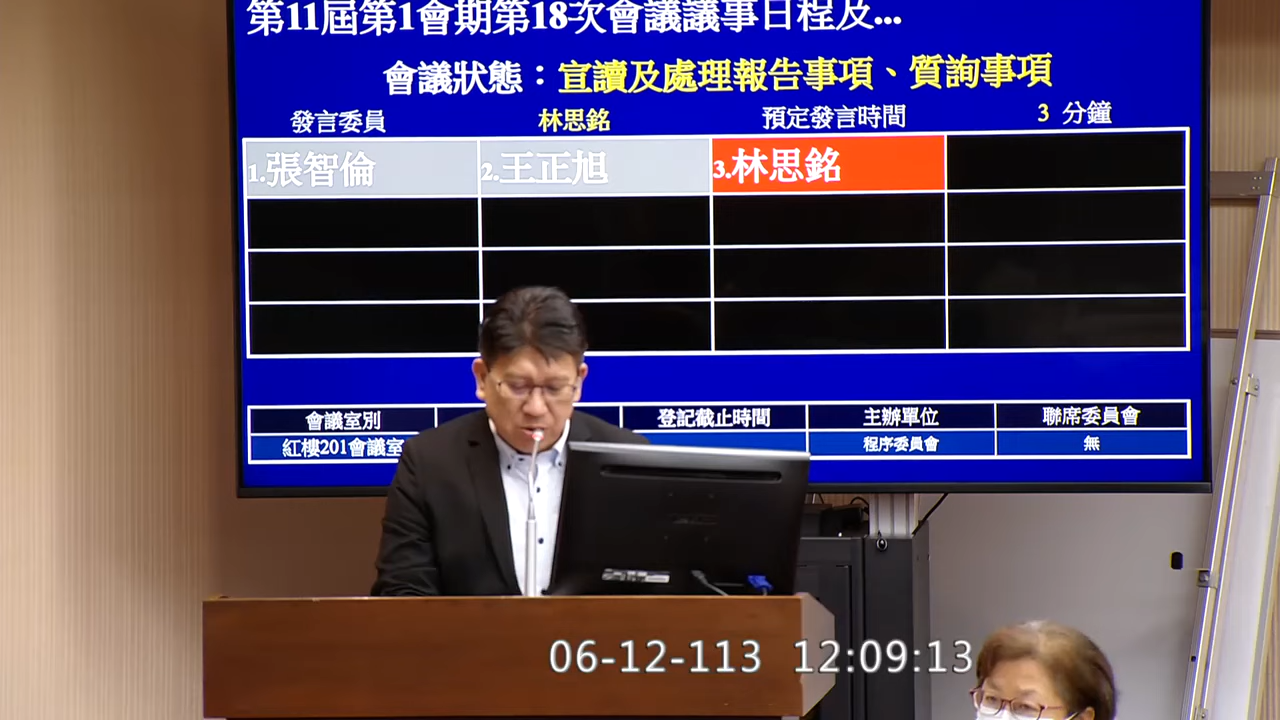 第11屆第1會期第18次會議議事日程及...
會議狀態：宣讀及處理報告事項、質詢事項
發言委員 林思銘 預定發言時間 3 分鐘
1.張智倫 2.王正旭 3.林思銘
會議室別 登記截止時間 主辦單位 聯席委員會
紅樓201會議室 程序委員會 無
06-12-113 12:09:13